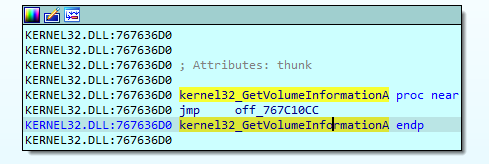 KERNEL32.DLL:767636D0
KERNEL32.DLL:767636D0
KERNEL32.DLL:767636D0 ; Attributes: thunk
KERNEL32.DLL:767636D0
KERNEL32.DLL:767636D0 kernel32_GetVolumeInformationA proc near
KERNEL32.DLL:767636D0 jmp     off_767C10CC
KERNEL32.DLL:767636D0 kernel32_GetVolumeInformationA endp
KERNEL32.DLL:767636D0